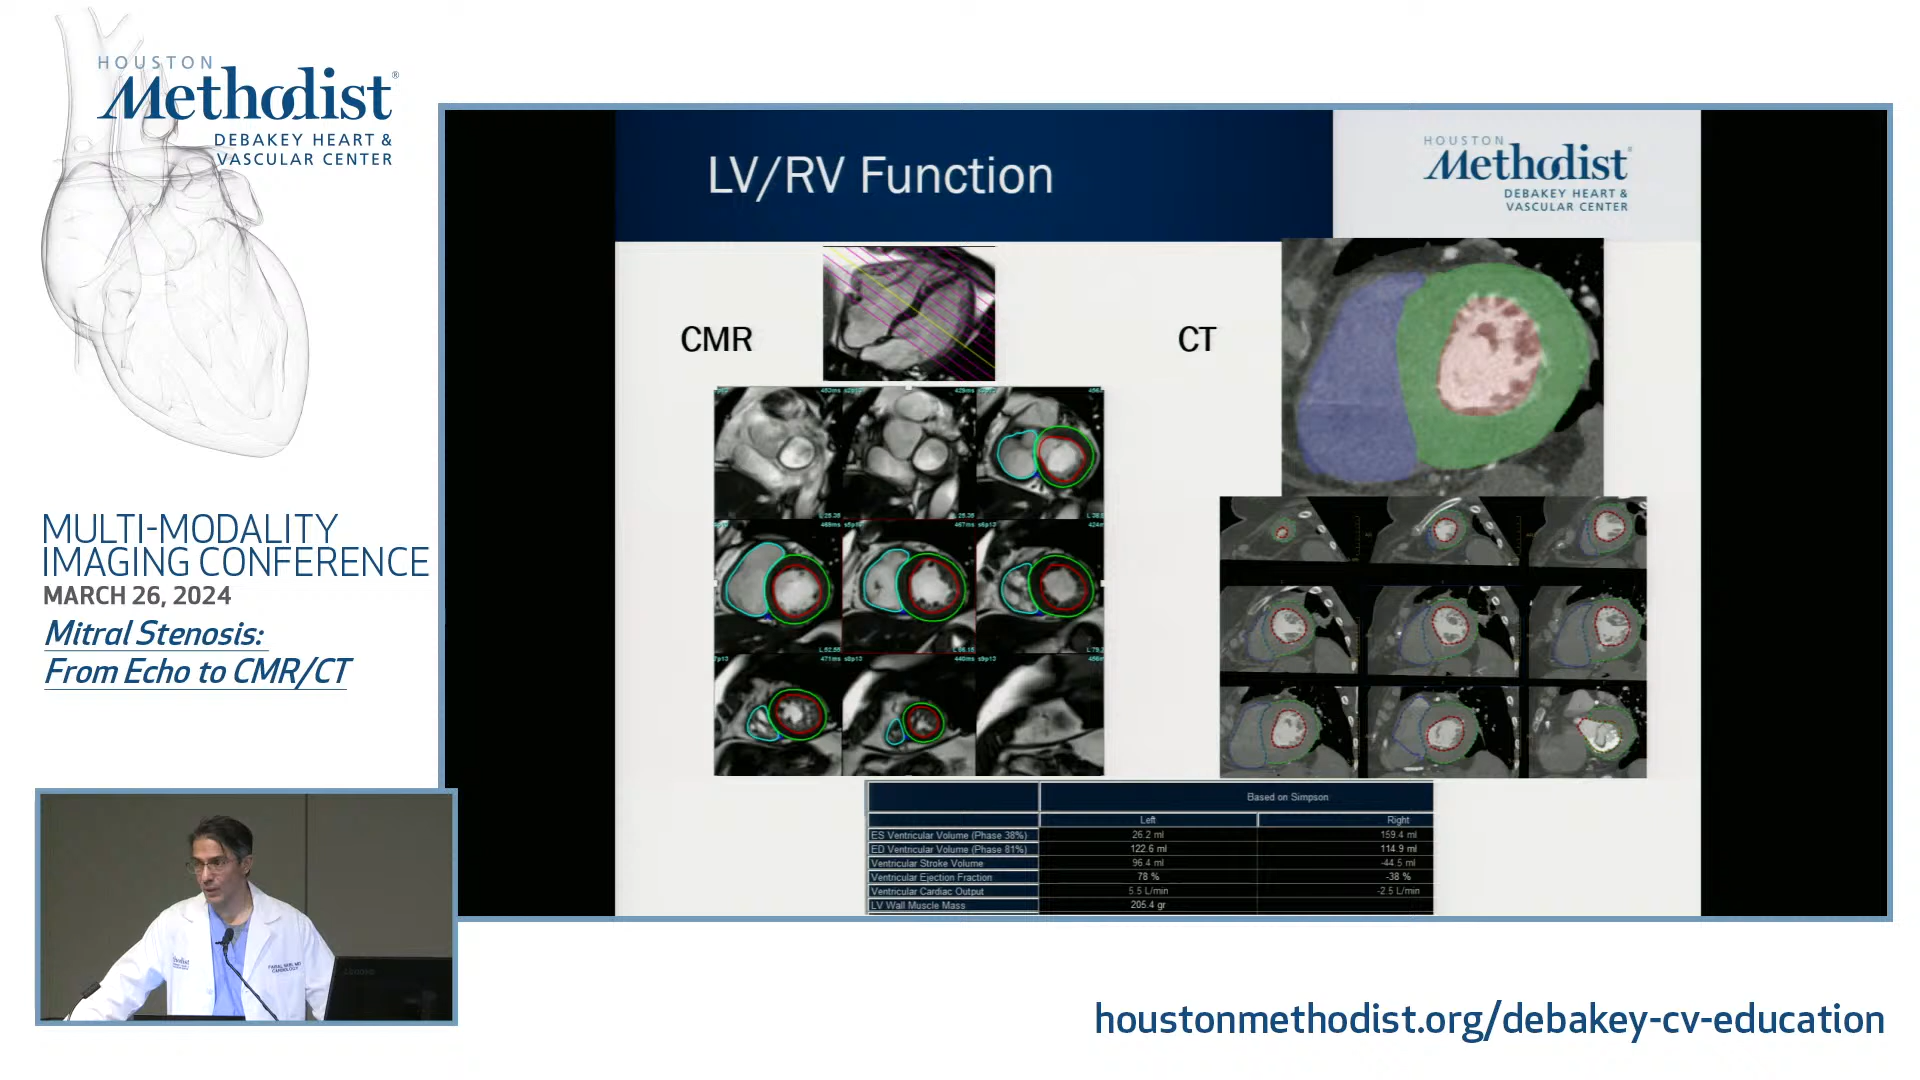 HOUSTON
Methodist®
DEBAKEY HEART &
VASCULAR CENTER
MULTI-MODALITY
IMAGING CONFERENCE
MARCH 26, 2024
Mitral Stenosis:
From Echo to CMR/CT
LV/RV Function
HOUSTON
Methodist
DEBAKEY HEART &
VASCULAR CENTER
CMR
CT
Based on Simpson
Left Right
ES Ventricular Volume (Phase 38%) 26.2 ml 159.4 ml
ED Ventricular Volume (Phase 81%) 122.6 ml 114.9 ml
Ventricular Stroke Volume 96.4 ml -44.5 ml
Ventricular Ejection Fraction 78 % -38 %
Ventricular Cardiac Output 5.5 L/min -2.5 L/min
LV Wall Muscle Mass 205.4 gr
houstonmethodist.org/debakey-cv-education